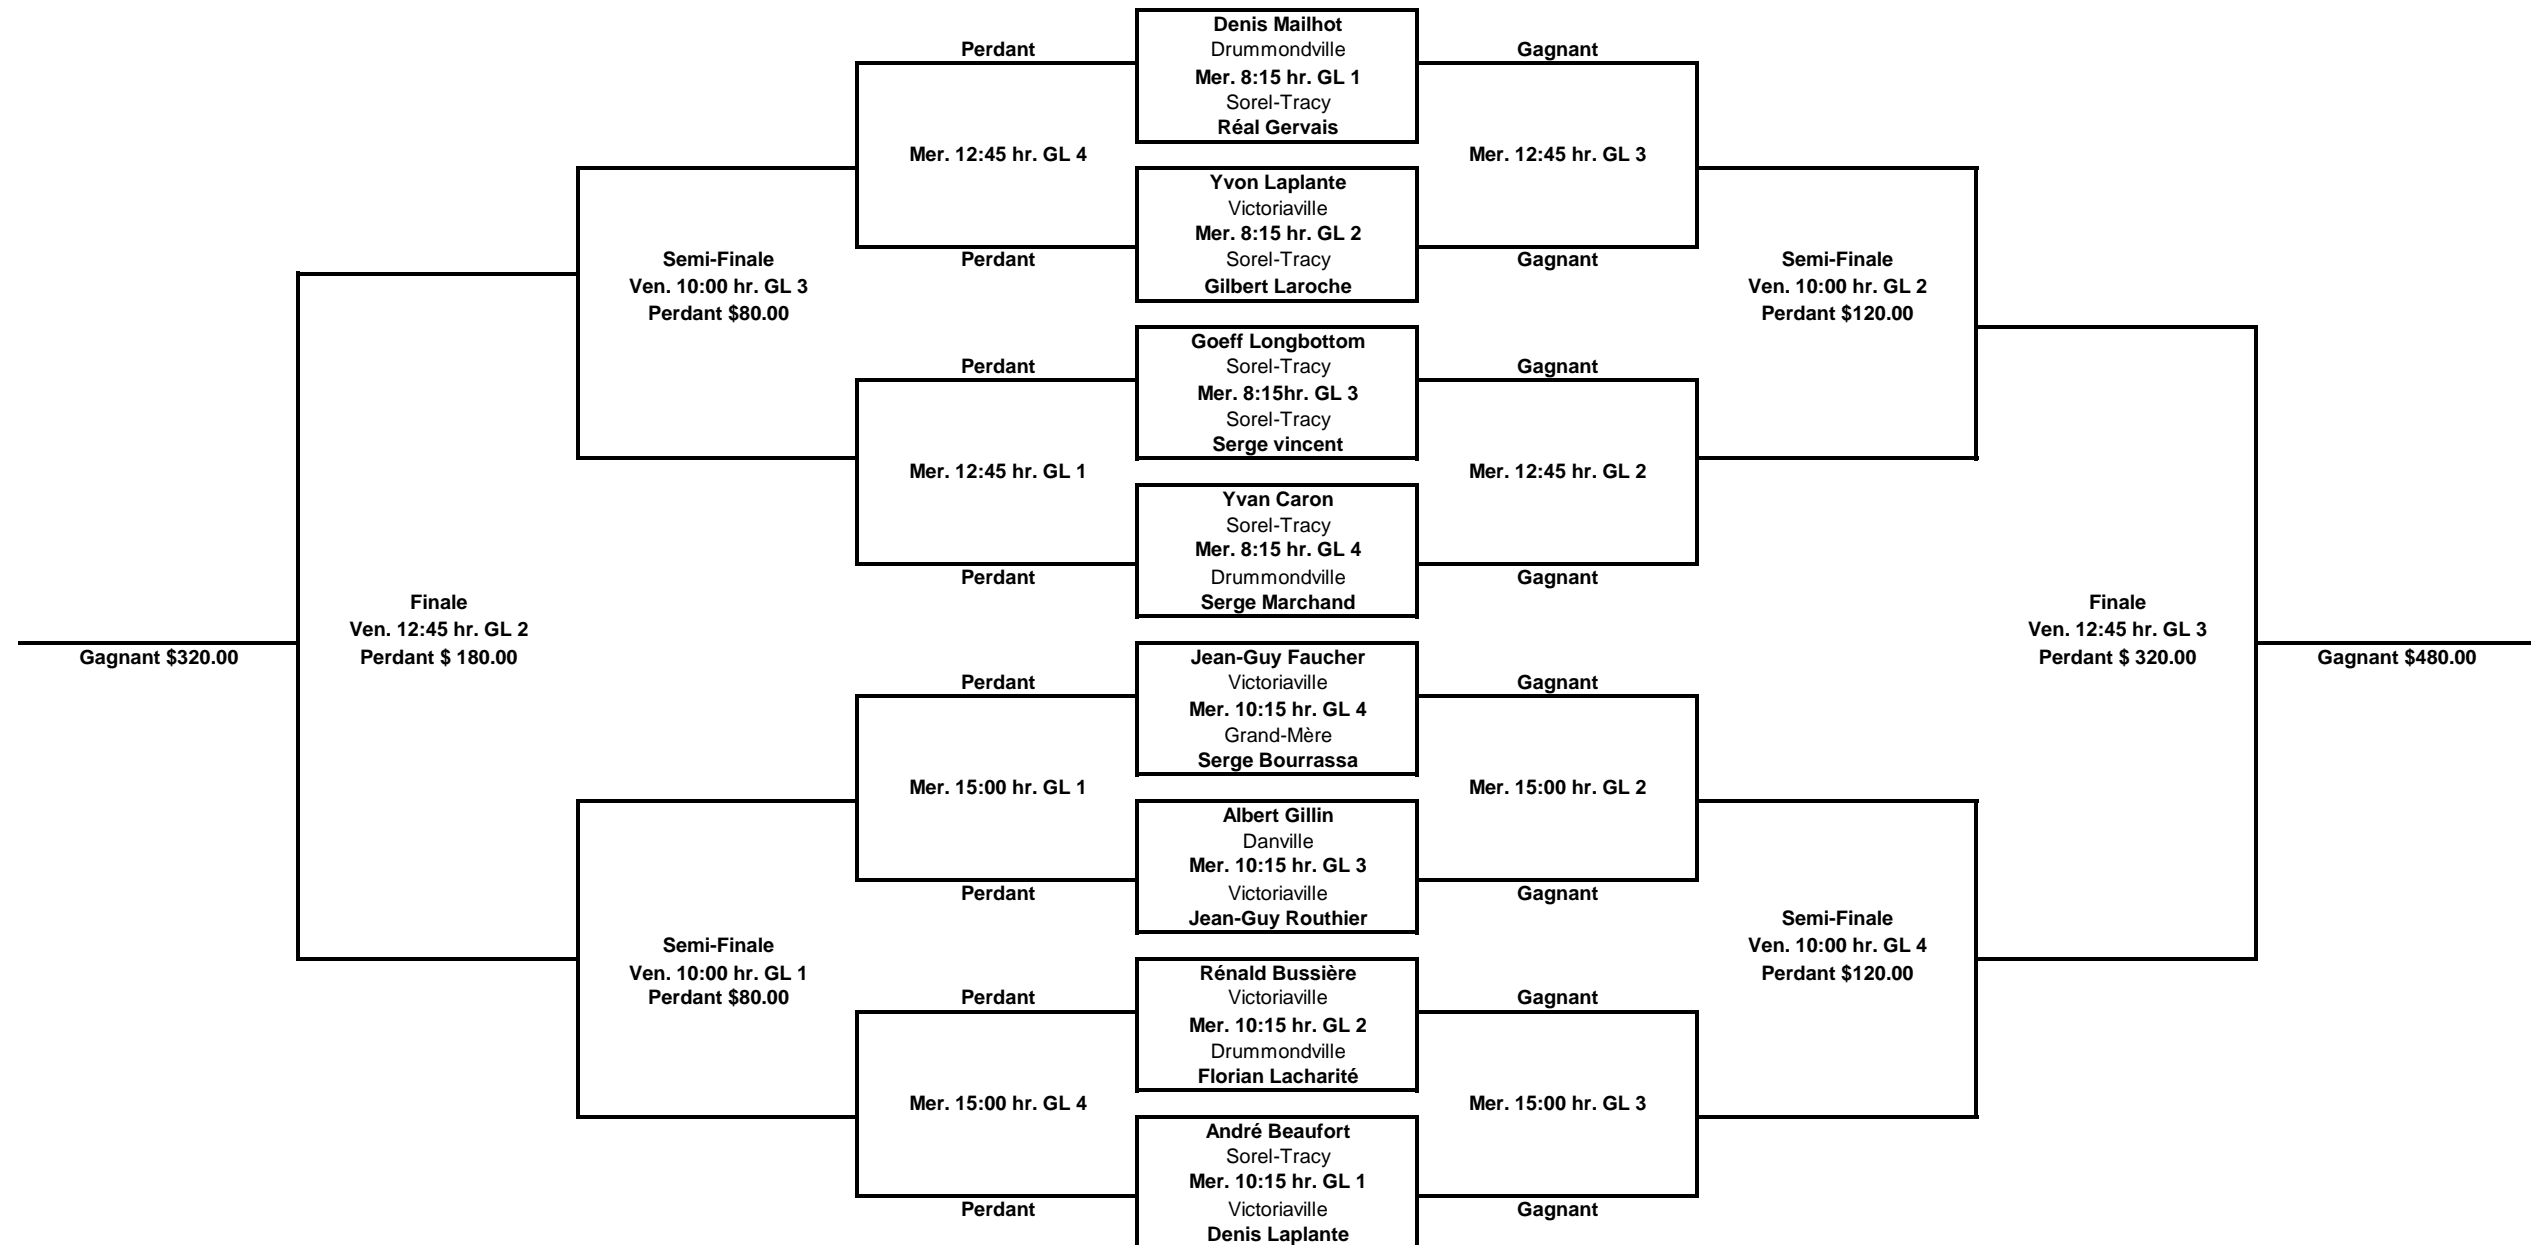 Denis Mailhot
Perdant Drummondville Gagnant
Mer. 8:15 hr. GL 1
Sorel-Tracy
Réal Gervais
Mer. 12:45 hr. GL 4 Mer. 12:45 hr. GL 3
Yvon Laplante
Victoriaville
Mer. 8:15 hr. GL 2
Semi-Finale Perdant Sorel-Tracy Gagnant Semi-Finale
Ven. 10:00 hr. GL 3 Gilbert Laroche Ven. 10:00 hr. GL 2
Perdant $80.00 Perdant $120.00
Goeff Longbottom
Perdant Sorel-Tracy Gagnant
Mer. 8:15hr. GL 3
Sorel-Tracy
Serge vincent
Mer. 12:45 hr. GL 1 Mer. 12:45 hr. GL 2
Yvan Caron
Sorel-Tracy
Mer. 8:15 hr. GL 4
Perdant Drummondville Gagnant
Finale Serge Marchand Finale
Ven. 12:45 hr. GL 2 Ven. 12:45 hr. GL 3
Gagnant $320.00 Perdant $ 180.00 Jean-Guy Faucher Perdant $ 320.00 Gagnant $480.00
Perdant Victoriaville Gagnant
Mer. 10:15 hr. GL 4
Grand-Mère
Serge Bourrassa
Mer. 15:00 hr. GL 1 Mer. 15:00 hr. GL 2
Albert Gillin
Danville
Mer. 10:15 hr. GL 3
Perdant Victoriaville Gagnant
Jean-Guy Routhier Semi-Finale
Semi-Finale Ven. 10:00 hr. GL 4
Ven. 10:00 hr. GL 1 Rénald Bussière Perdant $120.00
Perdant $80.00 Perdant Victoriaville Gagnant
Mer. 10:15 hr. GL 2
Drummondville
Florian Lacharité
Mer. 15:00 hr. GL 4 Mer. 15:00 hr. GL 3
André Beaufort
Sorel-Tracy
Mer. 10:15 hr. GL 1
Perdant Victoriaville Gagnant
Denis Laplante